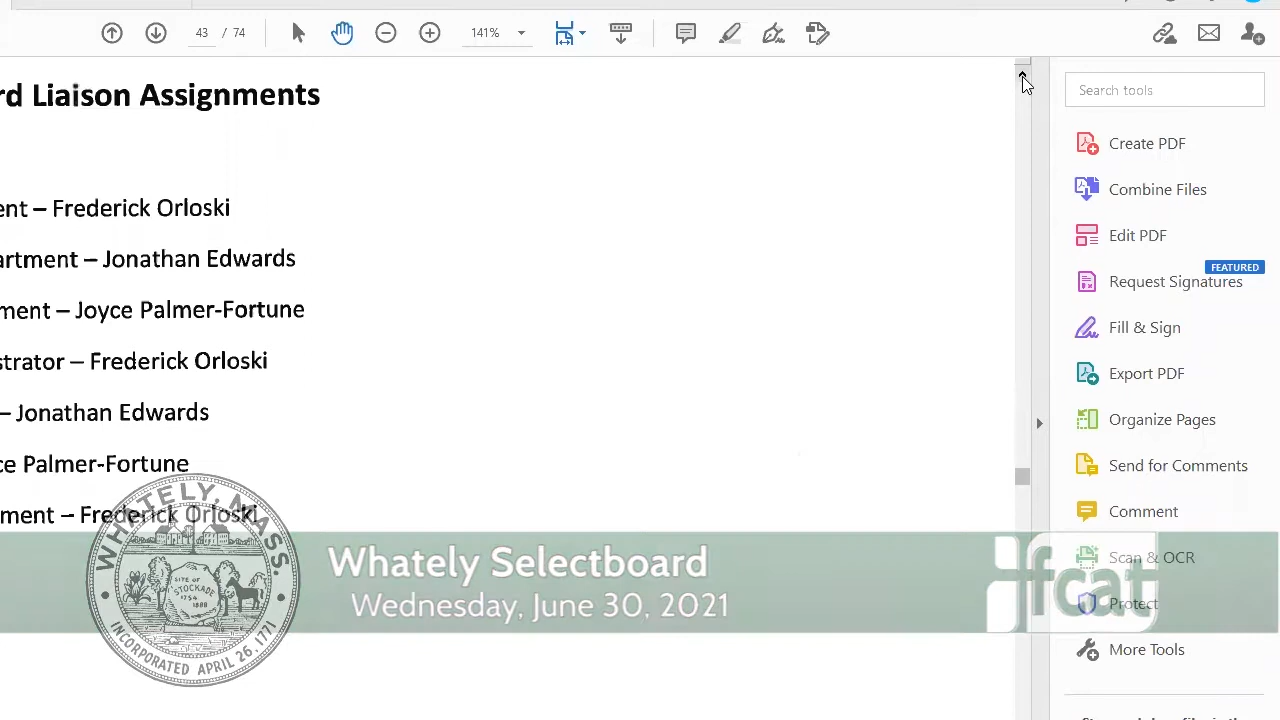 43 / 74
141%
rd Liaison Assignments
ent – Frederick Orloski
artment – Jonathan Edwards
ment – Joyce Palmer-Fortune
strator – Frederick Orloski
– Jonathan Edwards
ce Palmer-Fortune
ment – Frederick Orloski
Search tools
Create PDF
Combine Files
Edit PDF
FEATURED
Request Signatures
Fill & Sign
Export PDF
Organize Pages
Send for Comments
Comment
Scan & OCR
Protect
More Tools
WHATELY, MASS.
SITE OF
STOCKADE
1754
1888
INCORPORATED APRIL 26, 1771
Whately Selectboard
Wednesday, June 30, 2021
fcat